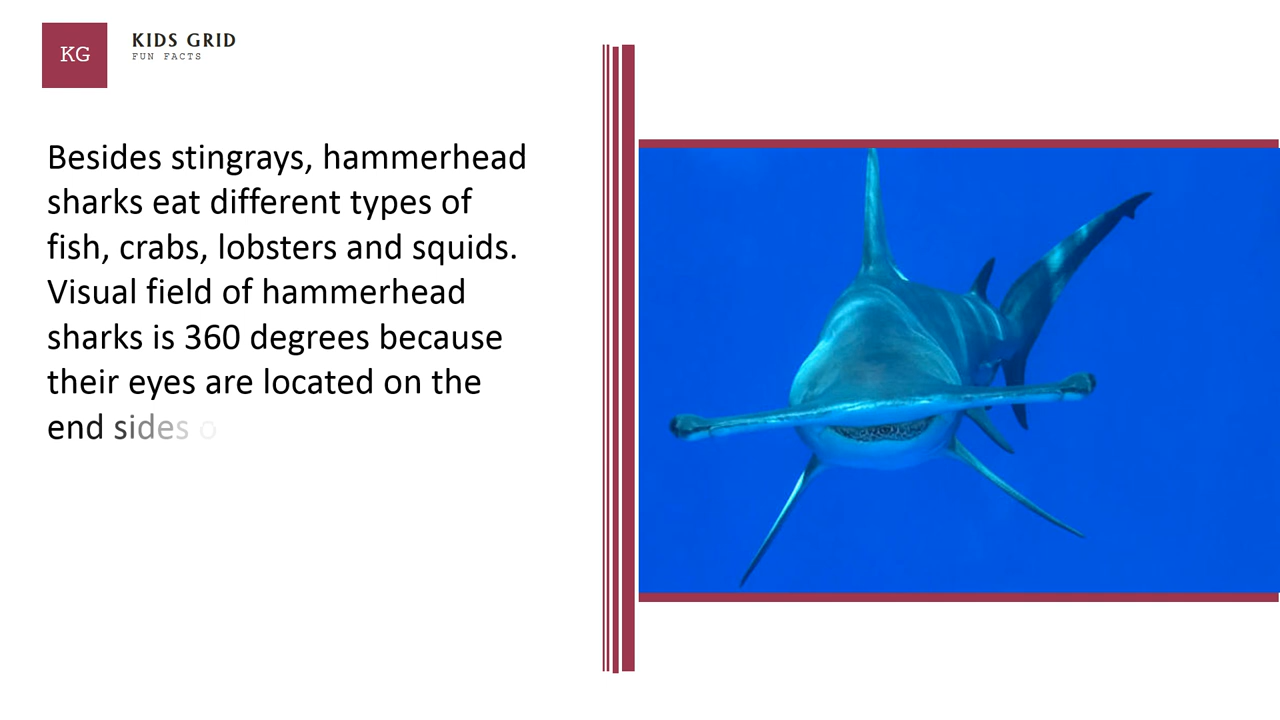 KG
KIDS GRID
FUN FACTS
Besides stingrays, hammerhead
sharks eat different types of
fish, crabs, lobsters and squids.
Visual field of hammerhead
sharks is 360 degrees because
their eyes are located on the
end sides o